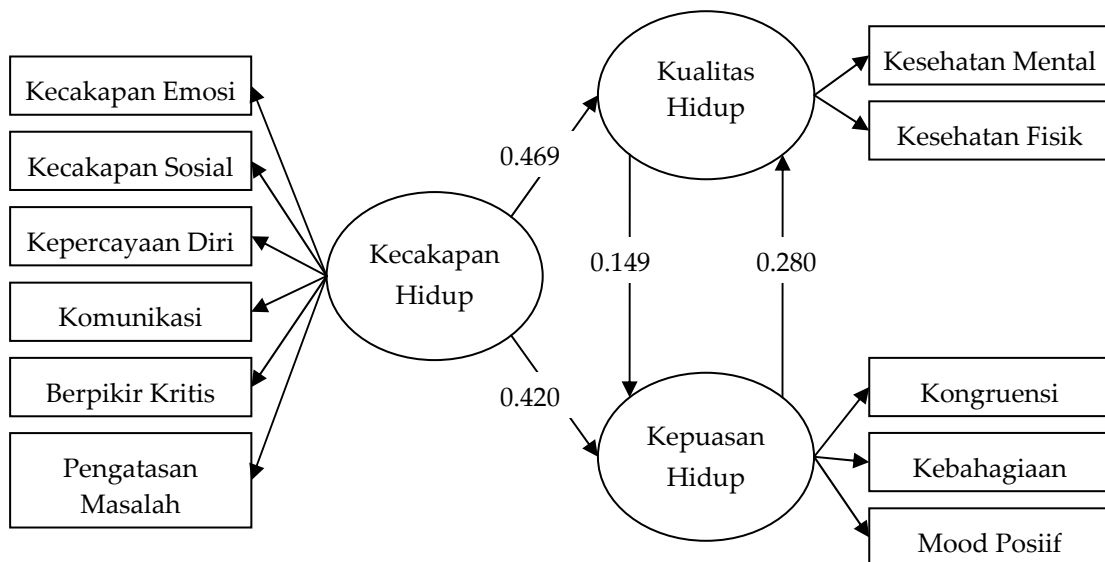 Kecakapan Emosi
Kecakapan Sosial
Kepercayaan Diri
Komunikasi
Berpikir Kritis
Pengatasan
Masalah
Kecakapan
Hidup
0.469
0.420
Kualitas
Hidup
0.149
0.280
Kepuasan
Hidup
Kesehatan Mental
Kesehatan Fisik
Kongruensi
Kebahagiaan
Mood Posiif